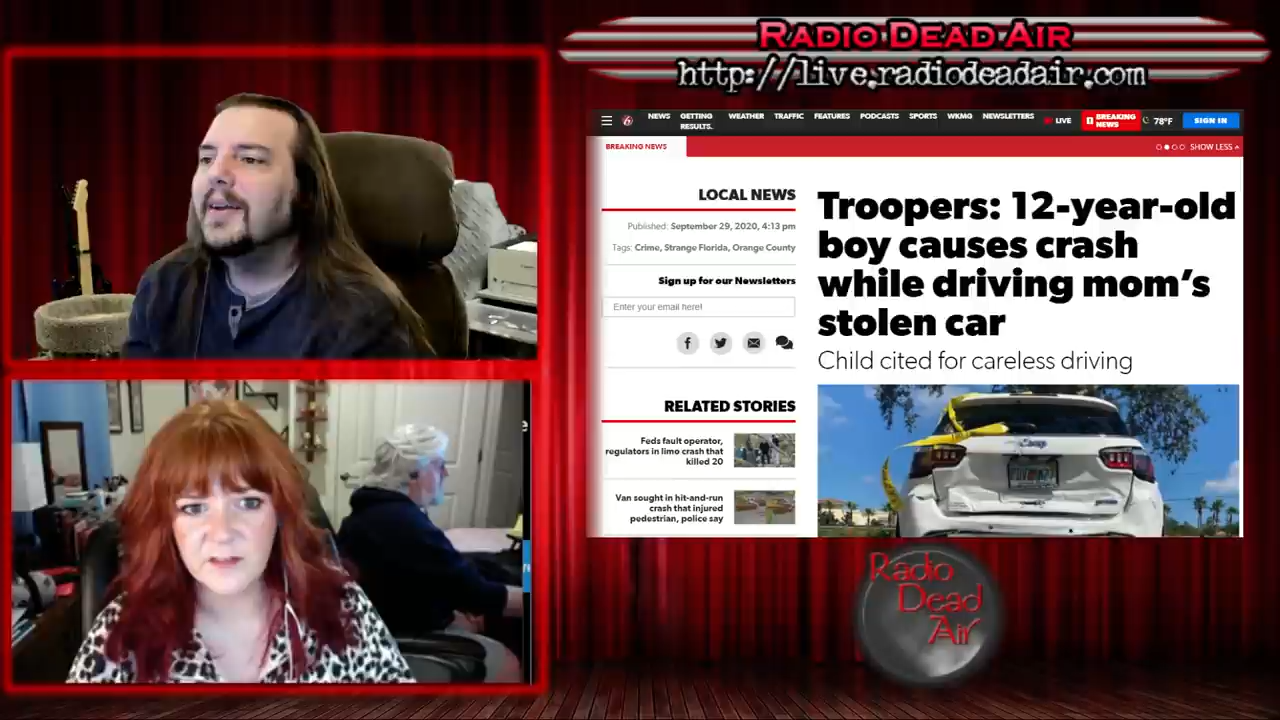 RADIO DEAD AIR
http://live.radiodeadair.com
6
NEWS
GETTING
RESULTS.
WEATHER
TRAFFIC
FEATURES
PODCASTS
SPORTS
WKMG
NEWSLETTERS
LIVE
BREAKING
NEWS
78°F
SIGN IN
BREAKING NEWS
SHOW LESS
LOCAL NEWS
Published: September 29, 2020, 4:13 pm
Tags: Crime, Strange Florida, Orange County
Sign up for our Newsletters
Enter your email here!
RELATED STORIES
Feds fault operator,
regulators in limo crash that
killed 20
Van sought in hit-and-run
crash that injured
pedestrian, police say
Troopers: 12-year-old
boy causes crash
while driving mom's
stolen car
Child cited for careless driving
Jeep
Radio
Dead
Air